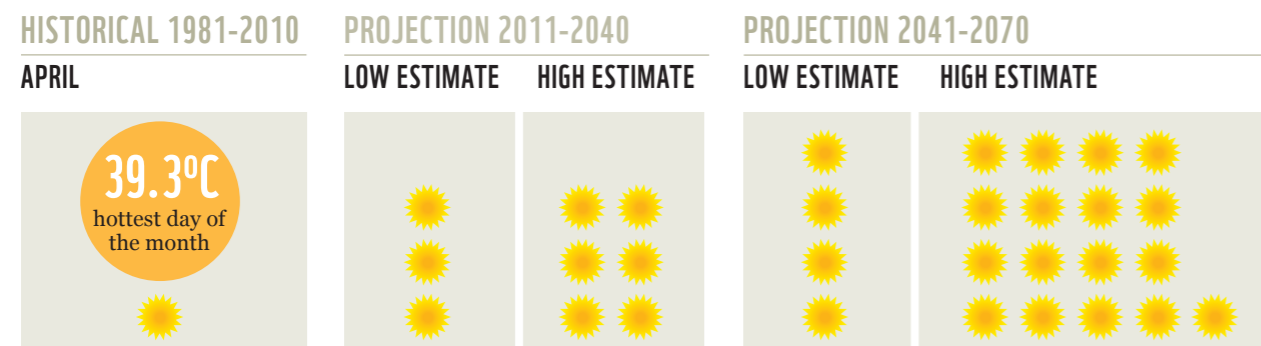 HISTORICAL 1981-2010
APRIL
39.3ºC
hottest day of
the month
PROJECTION 2011-2040
LOW ESTIMATE
HIGH ESTIMATE
PROJECTION 2041-2070
LOW ESTIMATE
HIGH ESTIMATE